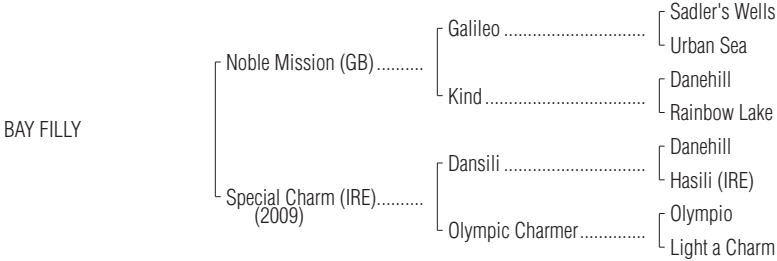 Sadler's Wells
Galileo ..............................
Urban Sea
Noble Mission (GB)..........
Danehill
Kind..................................
Rainbow Lake
BAY FILLY
Danehill
Dansili ..............................
Hasili (IRE)
Special Charm (IRE)..........
(2009)
Olympio
Olympic Charmer..............
Light a Charm